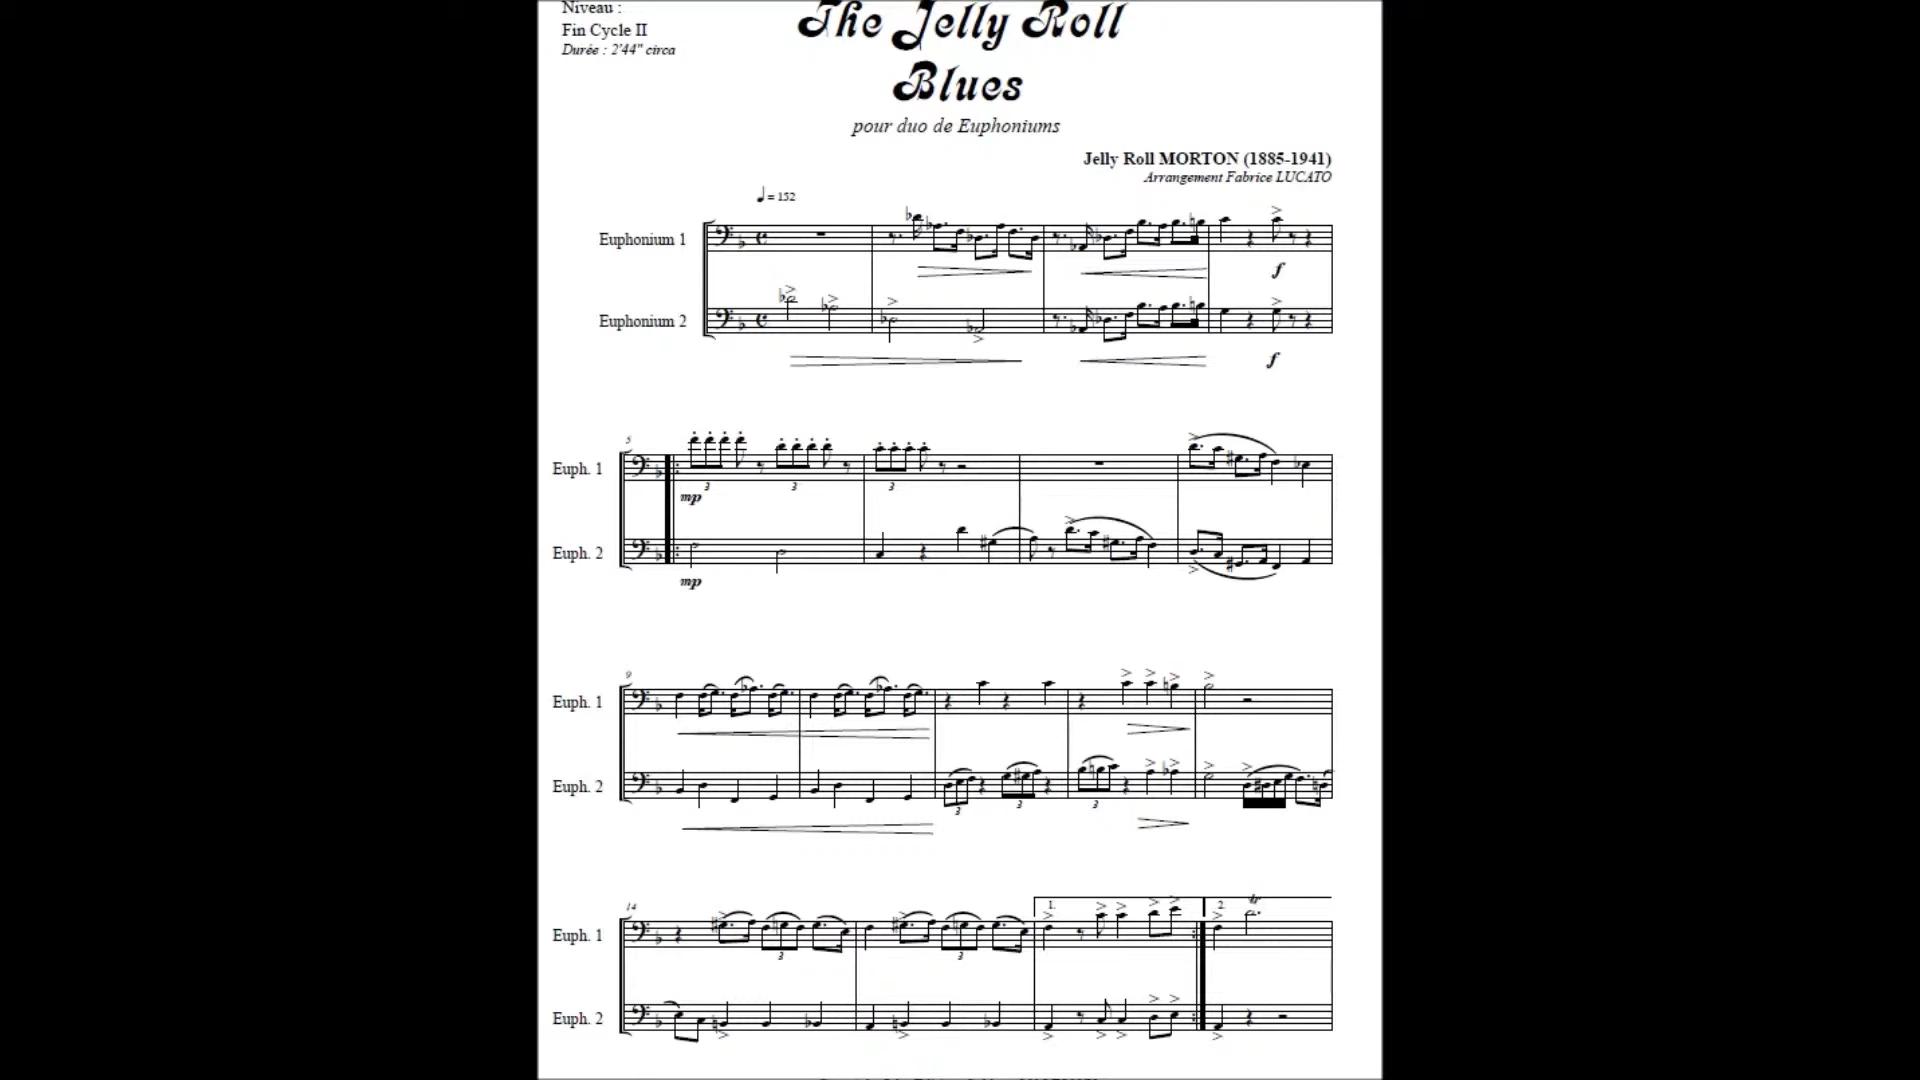 Niveau :
Fin Cycle II
Durée : 2'44" circa
The Jelly Roll
Blues
pour duo de Euphoniums
Jelly Roll MORTON (1885-1941)
Arrangement Fabrice LUCATO
= 152
Euphonium 1
f
Euphonium 2
f
5
Euph. 1
3
3
3
mp
Euph. 2
mp
9
Euph. 1
Euph. 2
3
3
3
14
1.
2.
tr
Euph. 1
3
3
Euph. 2